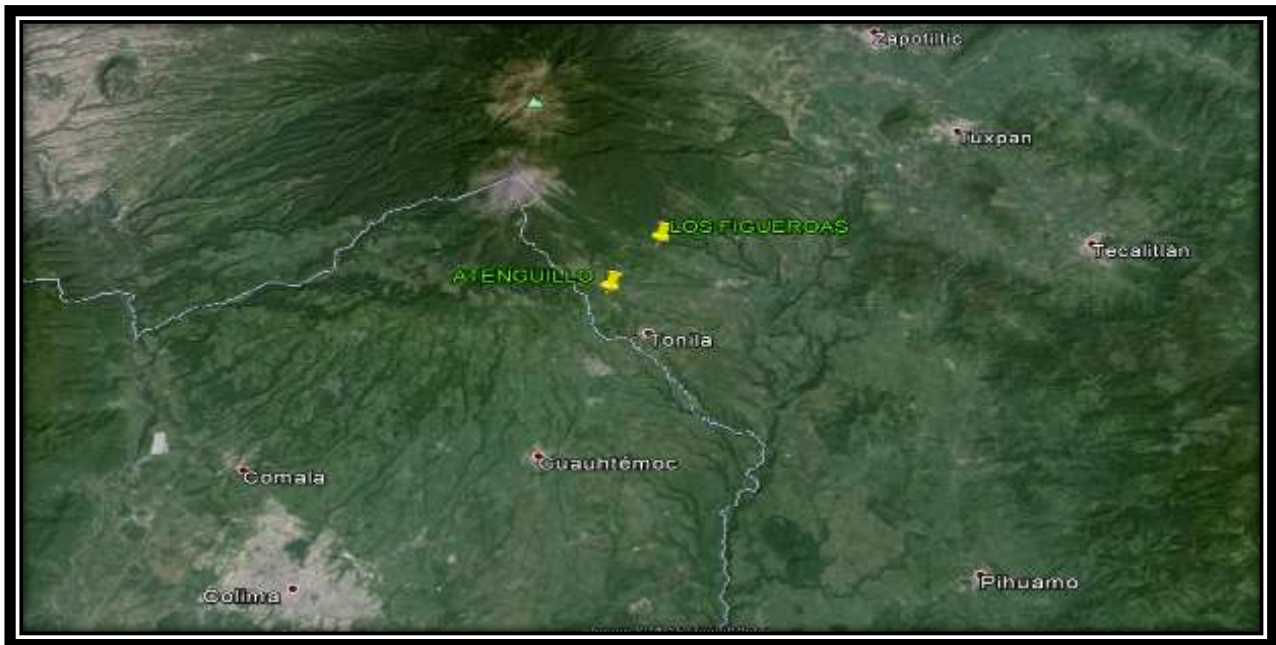 Zapotiltic
Tuxpan
LOS FIGUEROAS
Tecalitlán
ATENGUILLO
Tonila
Cuauhtémoc
Comala
Pihuamo
Colima